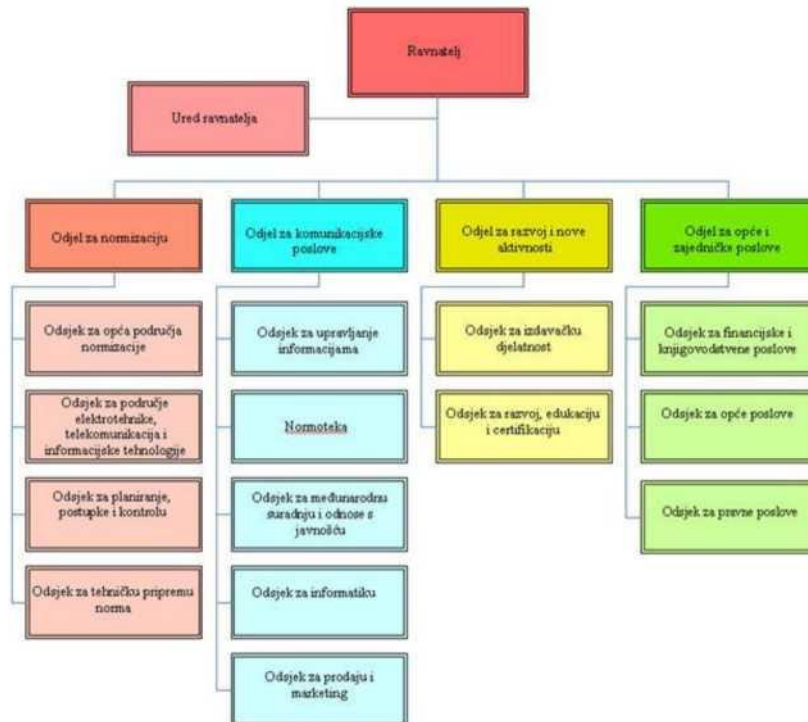 Ravnatelj
Ured ravnatelja
Odjel za normizaciju
Odjel za komunikacijske
poslove
Odjel za razvoj i nove
aktivnosti
Odjel za opće i
zajedničke poslove
Odsjek za opća područja
normizacije
Odsjek za područje
elektrotehnike,
telekomunikacija i
informacijske tehnologije
Odsjek za planiranje,
postupke i kontrolu
Odsjek za tehničku pripremu
norma
Odsjek za upravljanje
informacijama
Normoteka
Odsjek za međunarodnu
suradnju i odnose s
javnošću
Odsjek za informatiku
Odsjek za prodaju i
marketing
Odsjek za izdavačku
djelatnost
Odsjek za razvoj, edukaciju
i certifikaciju
Odsjek za financijske i
knjigovodstvene poslove
Odsjek za opće poslove
Odsjek za pravne poslove